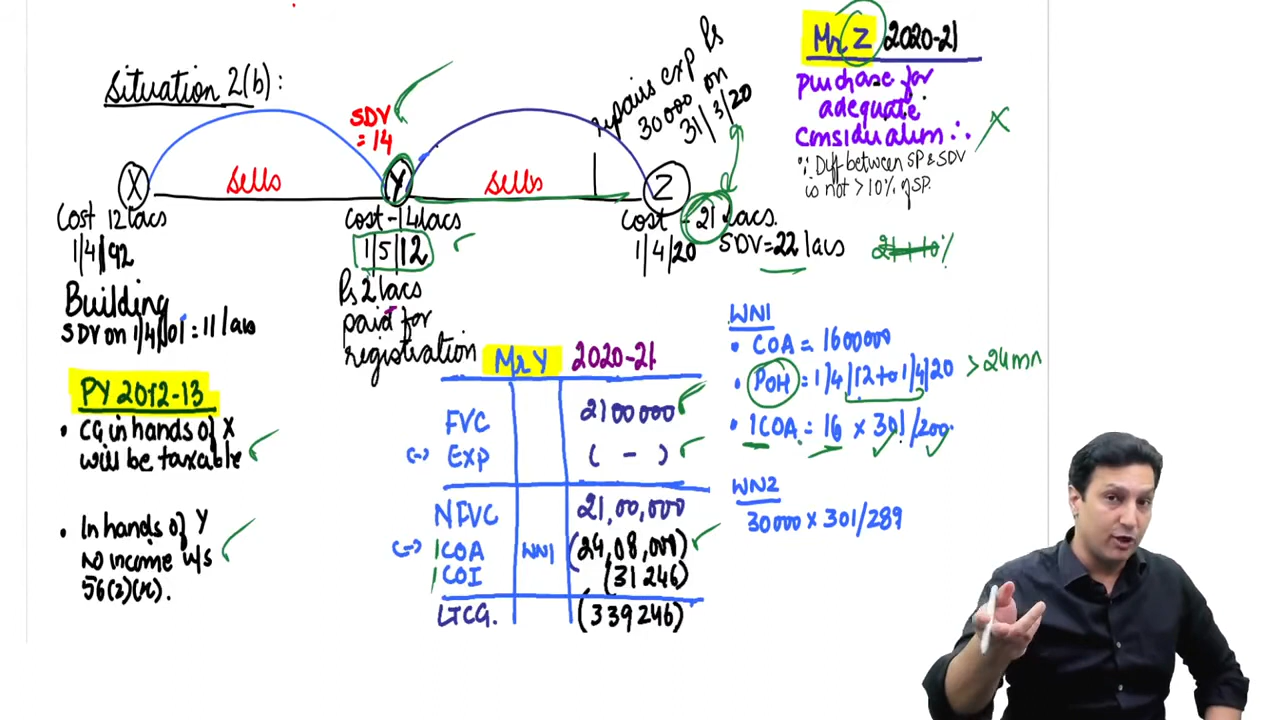 Situation 2(b):
SDV
= 14
repairs exp Rs
30000 on
31/3/20
X
sells
Y
sells
Z
Cost 12 lacs
1/4/92
Building
SDV on 1/4/01 = 11 lacs
Cost - 14 lacs
1/5/12
Rs 2 lacs
paid for
registration
Cost - 21 lacs.
1/4/20
SDV = 22 lacs
21+10%
Mr Z 2020-21
purchase for
adequate
consideration ∴
∵ Diff between SP & SDV
is not > 10% of SP.
PY 2012-13
• CG in hands of X
will be taxable
• In hands of Y
no income u/s
56(2)(x).
Mr Y 2020-21
FVC 2100000
(-) EXP ( - )
NFVC 21,00,000
(-) ICOA WN1 (24,08,000)
ICOI (31246)
LTCG. (339246)
WN1
• COA = 1600000
• POH = 1/4/12 to 1/4/20 > 24 mn
• ICOA = 16 x 301/200.
WN2
30000 x 301/289